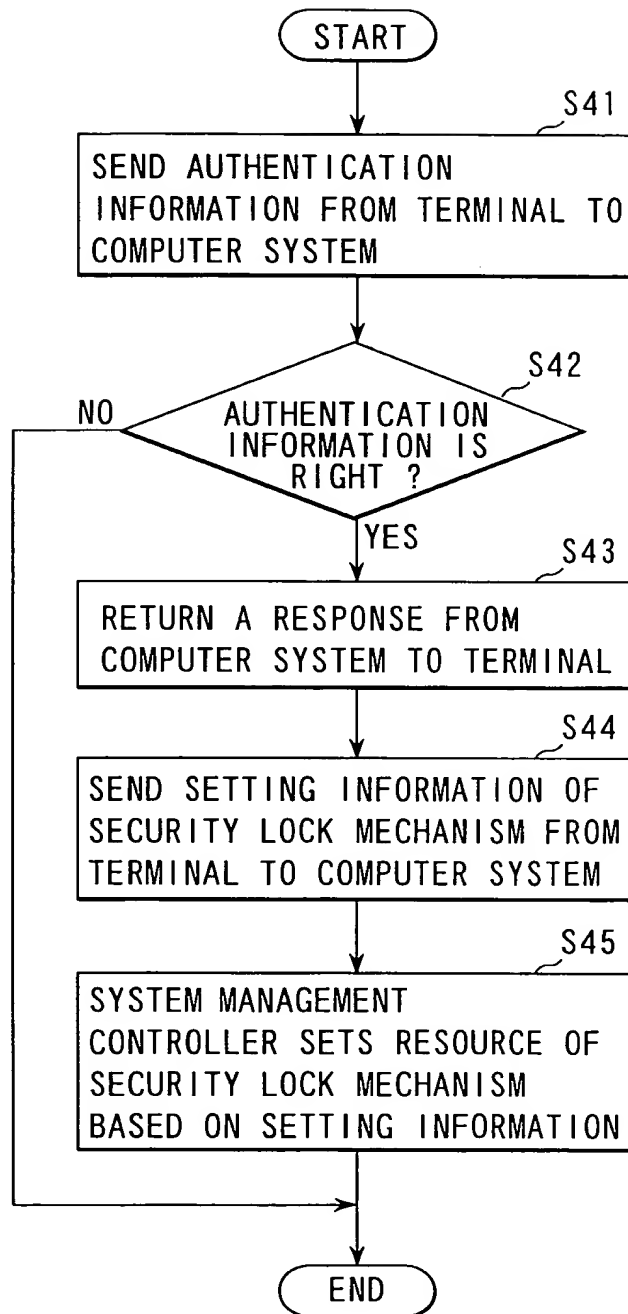 START
S41
SEND AUTHENTICATION
INFORMATION FROM TERMINAL TO
COMPUTER SYSTEM
S42
NO
AUTHENTICATION
INFORMATION IS
RIGHT ?
YES
S43
RETURN A RESPONSE FROM
COMPUTER SYSTEM TO TERMINAL
S44
SEND SETTING INFORMATION OF
SECURITY LOCK MECHANISM FROM
TERMINAL TO COMPUTER SYSTEM
S45
SYSTEM MANAGEMENT
CONTROLLER SETS RESOURCE OF
SECURITY LOCK MECHANISM
BASED ON SETTING INFORMATION
END